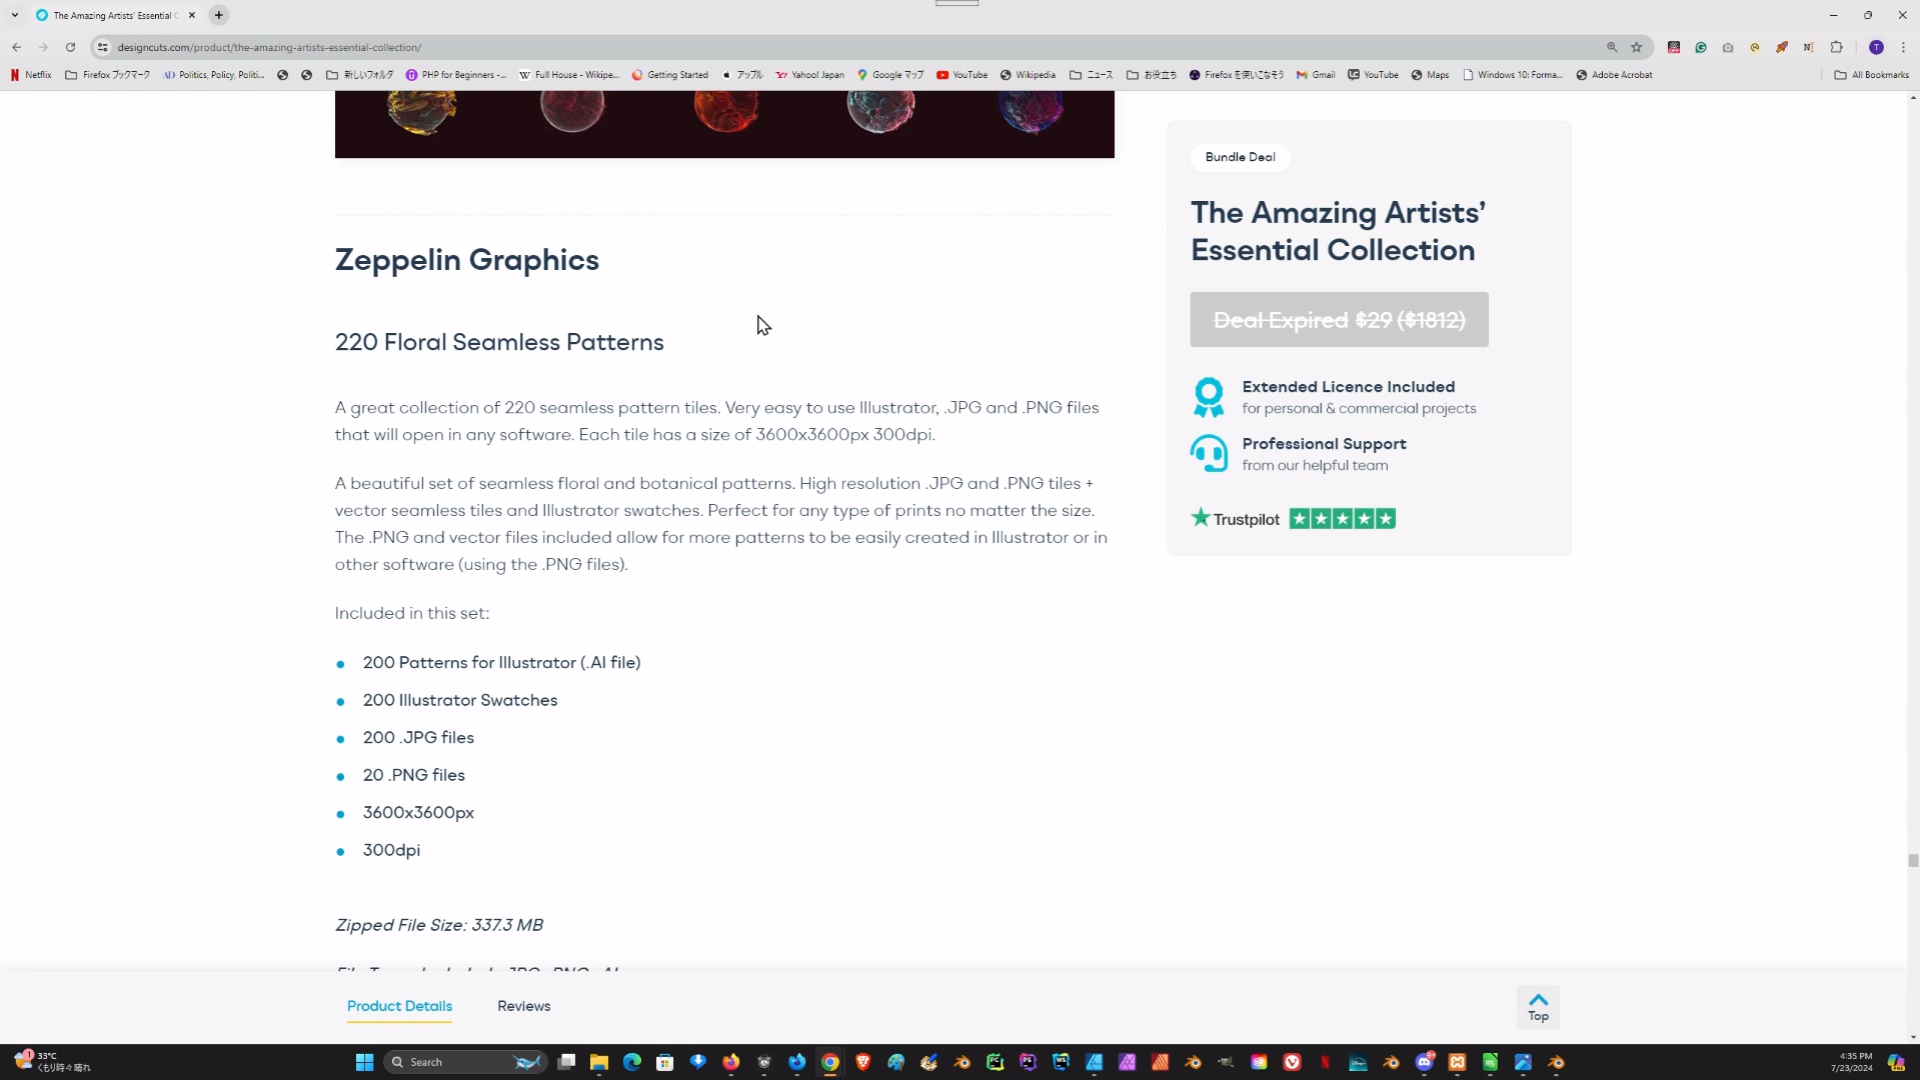 The Amazing Artists' Essential C
designcuts.com/product/the-amazing-artists-essential-collection/
Netflix
Firefox ブックマーク
Politics, Policy, Politi...
新しいフォルダ
PHP for Beginners -...
Full House - Wikipe...
Getting Started
アップル
Yahoo! Japan
Google マップ
YouTube
Wikipedia
ニュース
お役立ち
Firefox を使いこなそう
Gmail
YouTube
Maps
Windows 10: Forma...
Adobe Acrobat
All Bookmarks
Zeppelin Graphics
220 Floral Seamless Patterns
A great collection of 220 seamless pattern tiles. Very easy to use Illustrator, .JPG and .PNG files
that will open in any software. Each tile has a size of 3600x3600px 300dpi.
A beautiful set of seamless floral and botanical patterns. High resolution .JPG and .PNG tiles +
vector seamless tiles and Illustrator swatches. Perfect for any type of prints no matter the size.
The .PNG and vector files included allow for more patterns to be easily created in Illustrator or in
other software (using the .PNG files).
Included in this set:
200 Patterns for Illustrator (.AI file)
200 Illustrator Swatches
200 .JPG files
20 .PNG files
3600x3600px
300dpi
Zipped File Size: 337.3 MB
Bundle Deal
The Amazing Artists’
Essential Collection
Deal Expired $29 ($1812)
Extended Licence Included
for personal & commercial projects
Professional Support
from our helpful team
Trustpilot
Product Details
Reviews
Top
33°C
くもり時々晴れ
Search
4:35 PM
7/23/2024